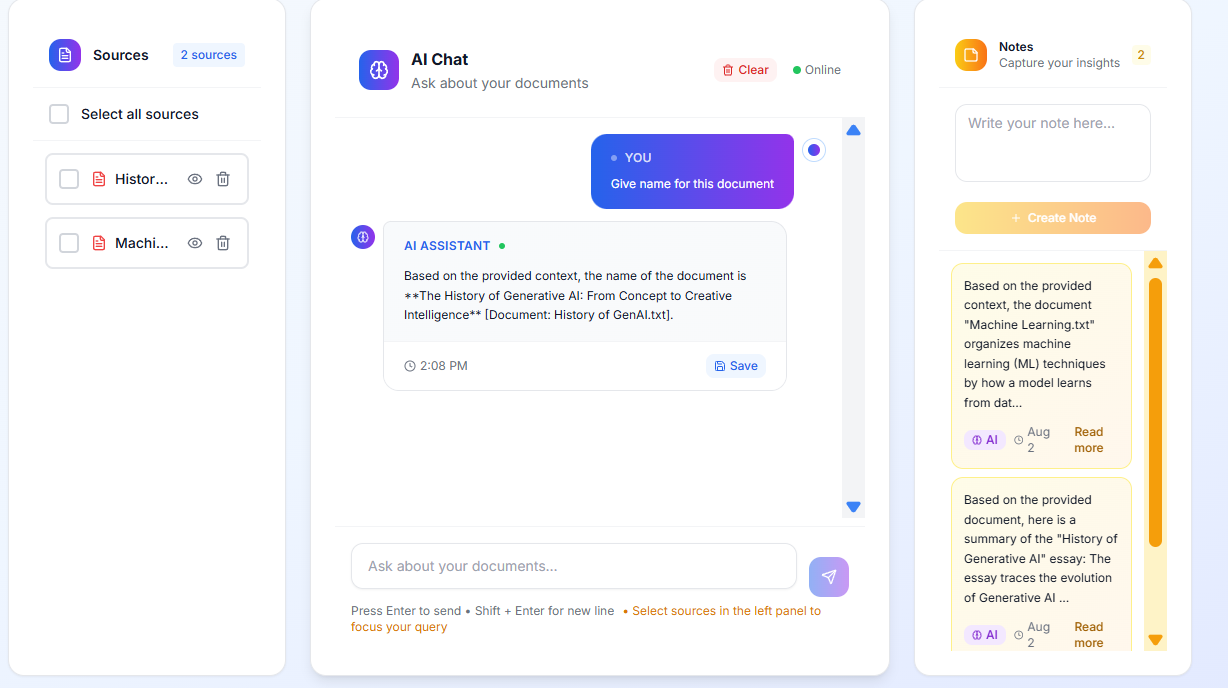 Sources
2 sources
Select all sources
Histor...
Machi...
AI Chat
Ask about your documents
Clear
Online
YOU
Give name for this document
AI ASSISTANT
Based on the provided context, the name of the document is
**The History of Generative AI: From Concept to Creative
Intelligence** [Document: History of GenAI.txt].
2:08 PM
Save
Ask about your documents...
Press Enter to send • Shift + Enter for new line • Select sources in the left panel to
focus your query
Notes
Capture your insights
2
Write your note here...
+ Create Note
Based on the provided
context, the document
"Machine Learning.txt"
organizes machine
learning (ML) techniques
by how a model learns
from dat...
AI
Aug
2
Read
more
Based on the provided
document, here is a
summary of the "History of
Generative AI" essay: The
essay traces the evolution
of Generative AI ...
AI
Aug
2
Read
more